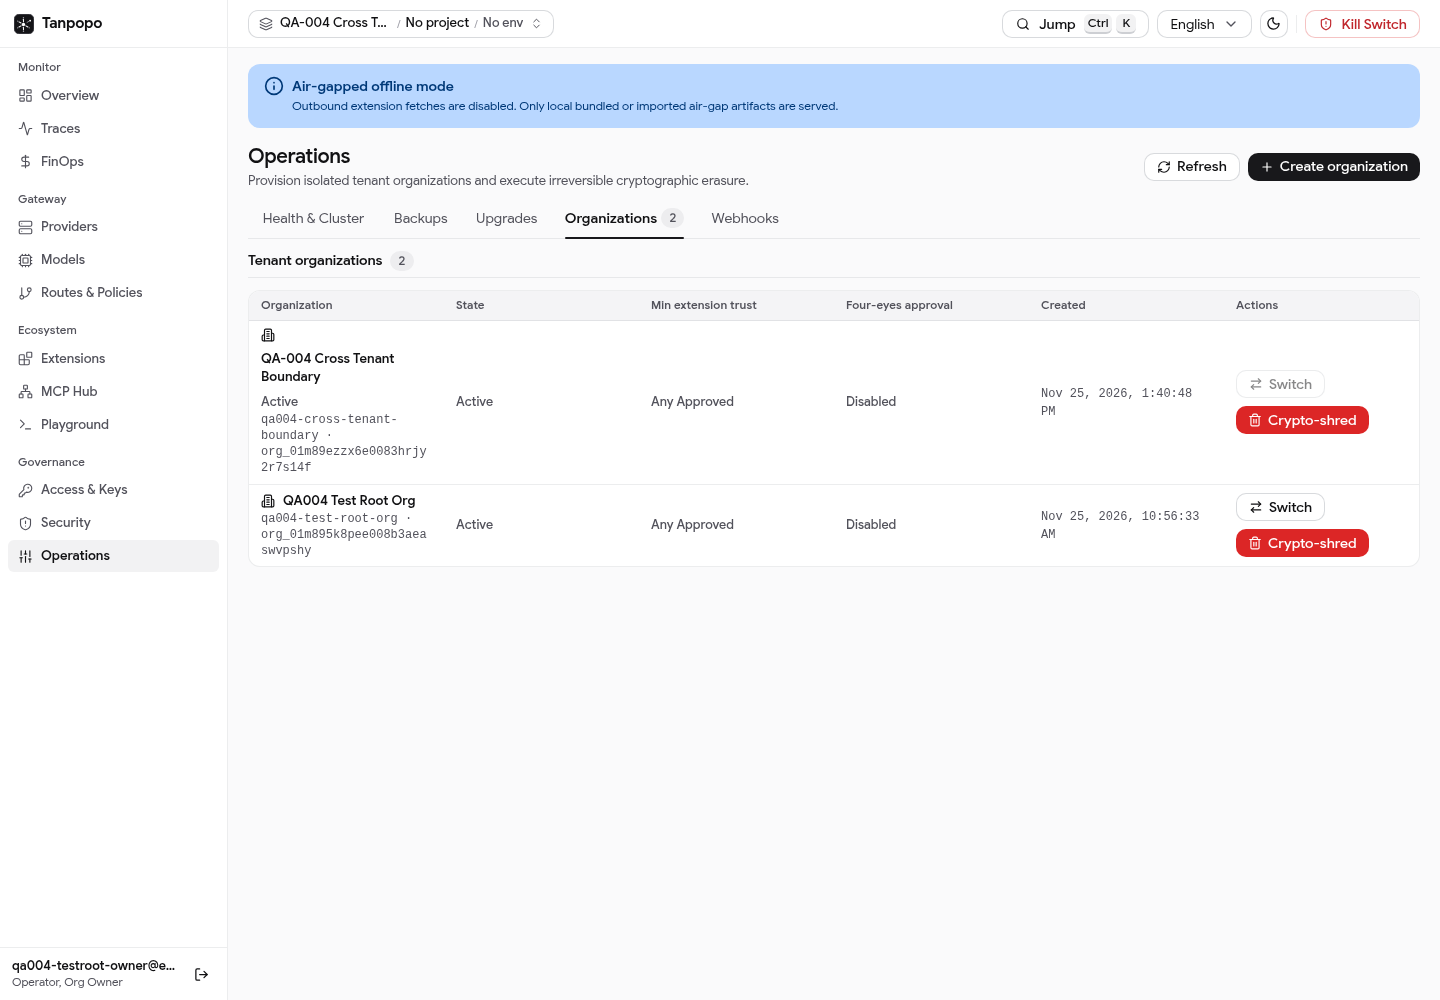 Tanpopo
QA-004 Cross T... / No project / No env
Jump Ctrl K
English
Kill Switch
Monitor
Overview
Traces
FinOps
Gateway
Providers
Models
Routes & Policies
Ecosystem
Extensions
MCP Hub
Playground
Governance
Access & Keys
Security
Operations
qa004-testroot-owner@e...
Operator, Org Owner
Air-gapped offline mode
Outbound extension fetches are disabled. Only local bundled or imported air-gap artifacts are served.
Operations
Provision isolated tenant organizations and execute irreversible cryptographic erasure.
Refresh
Create organization
Health & Cluster Backups Upgrades Organizations 2 Webhooks
Tenant organizations 2
Organization State Min extension trust Four-eyes approval Created Actions
QA-004 Cross Tenant
Boundary
Active
qa004-cross-tenant-
boundary ·
org_01m89ezzx6e0083hrjy
2r7s14f
Active
Any Approved
Disabled
Nov 25, 2026, 1:40:48
PM
Switch
Crypto-shred
QA004 Test Root Org
qa004-test-root-org ·
org_01m895k8pee008b3aea
swvpshy
Active
Any Approved
Disabled
Nov 25, 2026, 10:56:33
AM
Switch
Crypto-shred